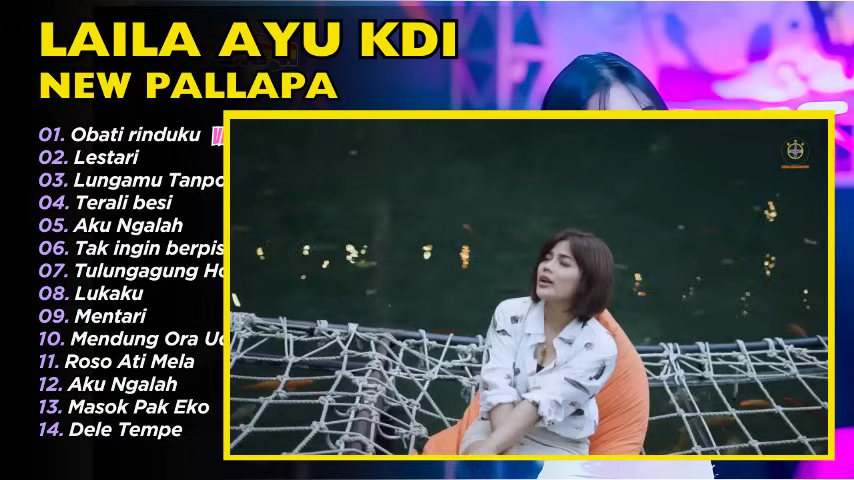 LAILA AYU KDI
NEW PALLAPA
01. Obati rinduku
02. Lestari
03. Lungamu Tanpo
04. Terali besi
05. Aku Ngalah
06. Tak ingin berpis
07. Tulungagung
08. Lukaku
09. Mentari
10. Mendung Ora
11. Roso Ati Mela
12. Aku Ngalah
13. Masok Pak Eko
14. Dele Tempe